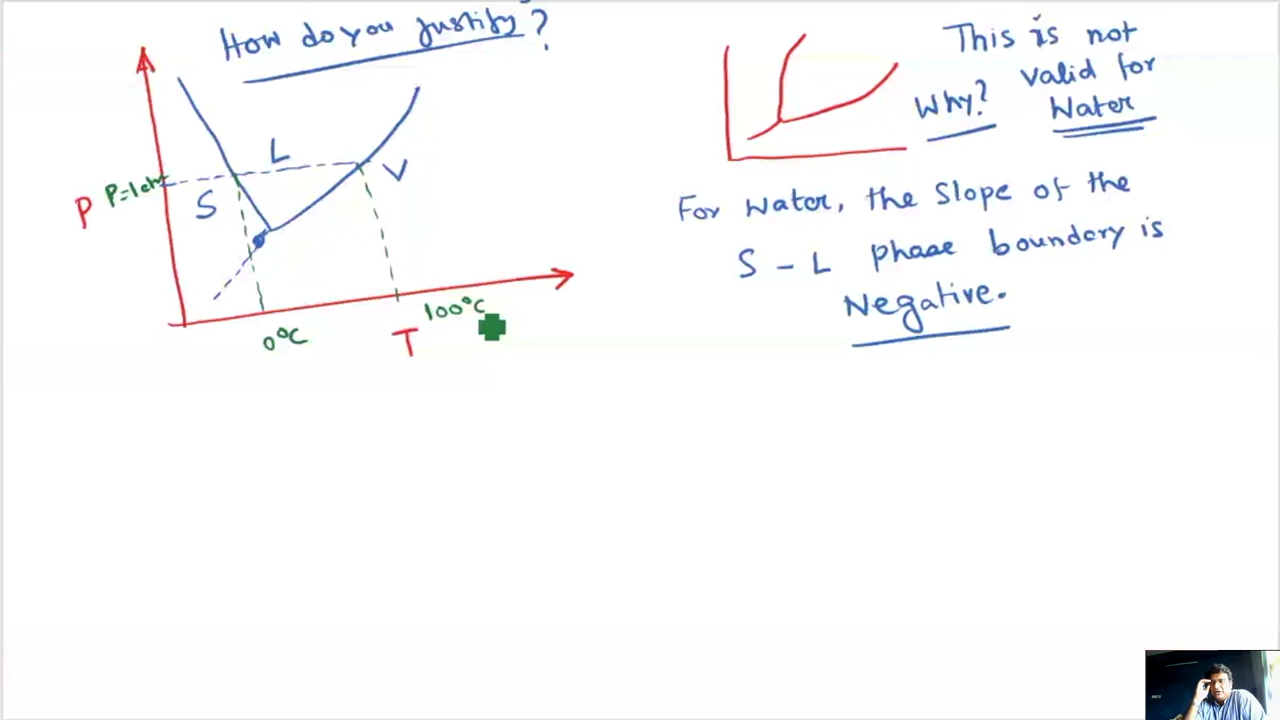 How do you justify?
L
V
P=1atm
P
S
0°C
100°C
T
This is not
Why? valid for
Water
For water, the slope of the
S - L phase boundary is
Negative.